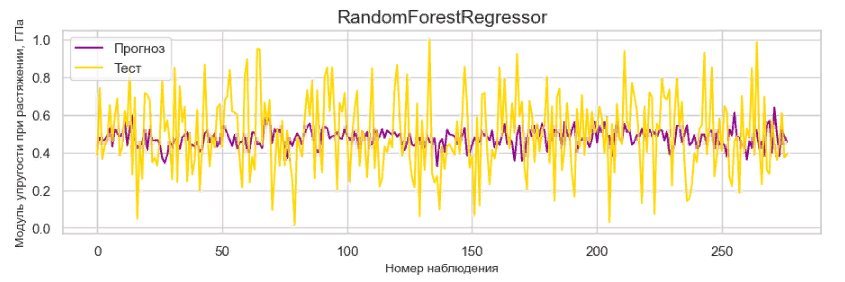 RandomForestRegressor
Модуль упругости при растяжении, ГПа
1.0
0.8
0.6
0.4
0.2
0.0
Прогноз
Тест
0 50 100 150 200 250
Номер наблюдения